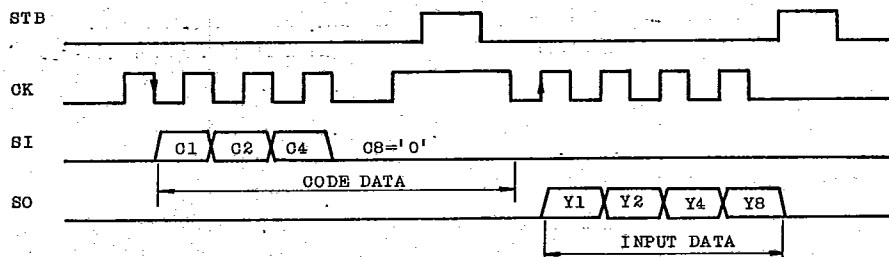 STB
CK
SI C1 C2 C4 C8='0'
CODE DATA
SO Y1 Y2 Y4 Y8
INPUT DATA